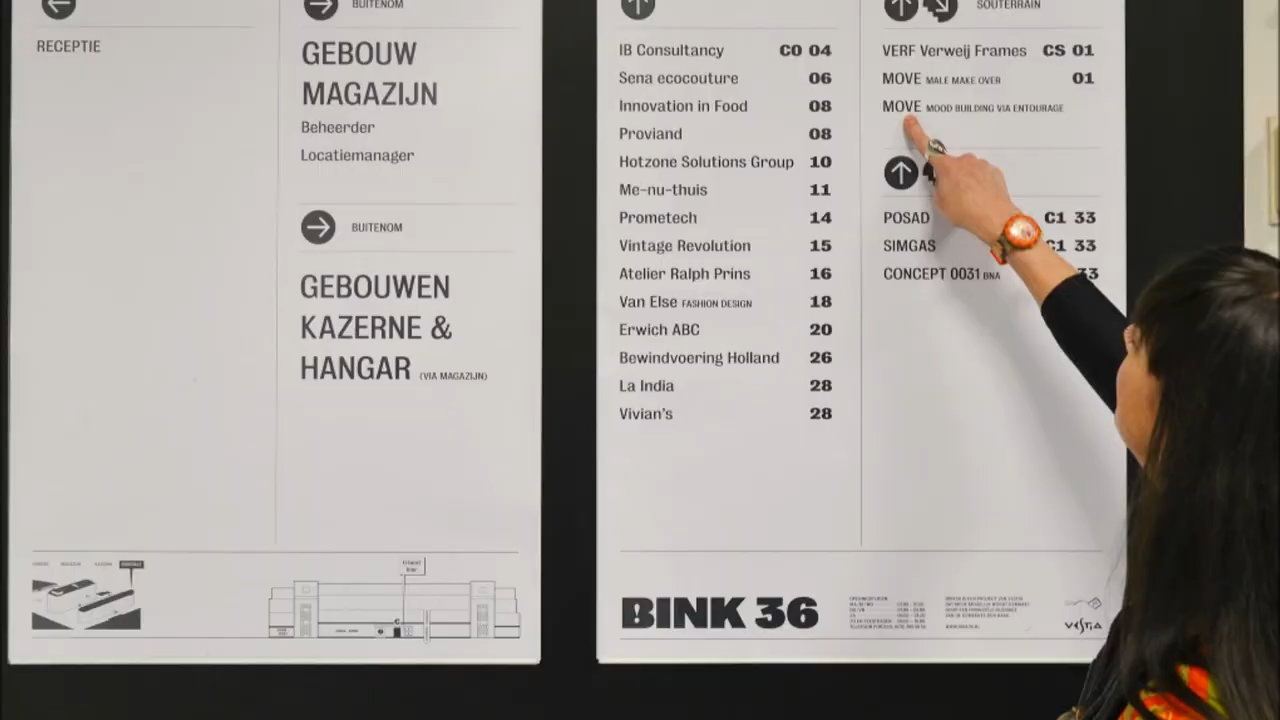 RECEPTIE
BUITENOM
GEBOUW
MAGAZIJN
Beheerder
Locatiemanager
BUITENOM
GEBOUWEN
KAZERNE &
HANGAR (VIA MAGAZIJN)
IB Consultancy CO 04
Sena ecocouture 06
Innovation in Food 08
Proviand 08
Hotzone Solutions Group 10
Me-nu-thuis 11
Prometech 14
Vintage Revolution 15
Atelier Ralph Prins 16
Van Else FASHION DESIGN 18
Erwich ABC 20
Bewindvoering Holland 26
La India 28
Vivian's 28
SOUTERRAIN
VERF Verweij Frames CS 01
MOVE MALE MAKE OVER 01
MOVE MOOD BUILDING VIA ENTOURAGE
POSAD C1 33
SIMGAS C1 33
CONCEPT 0031 BNA 33
BINK 36
VESTIA